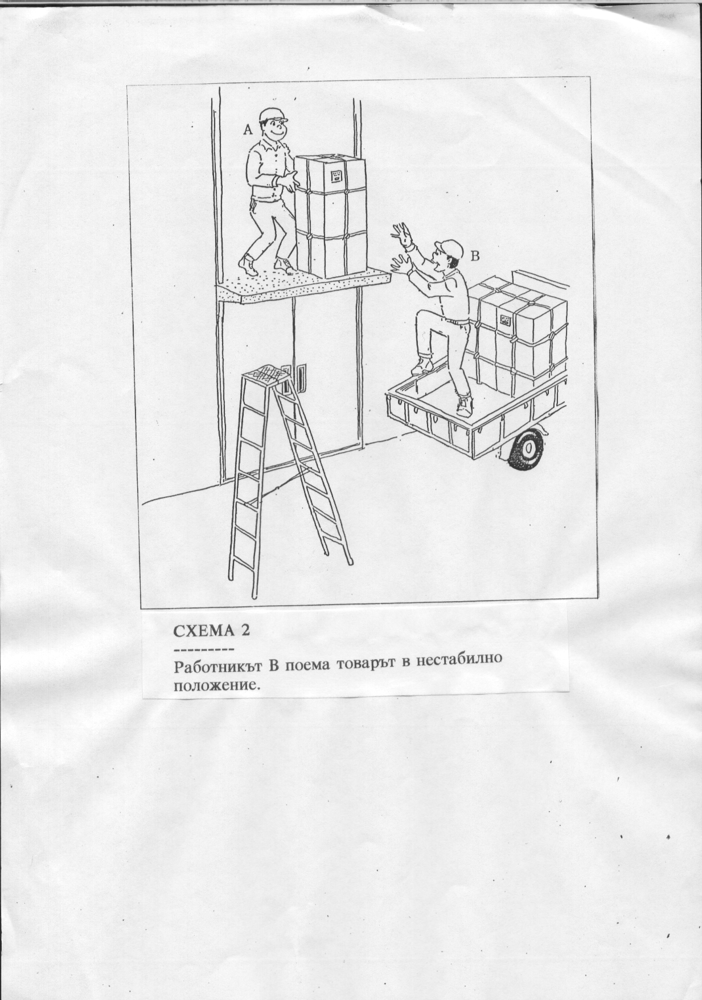 A
B
СХЕМА 2
---------
Работникът В поема товарът в нестабилно
положение.